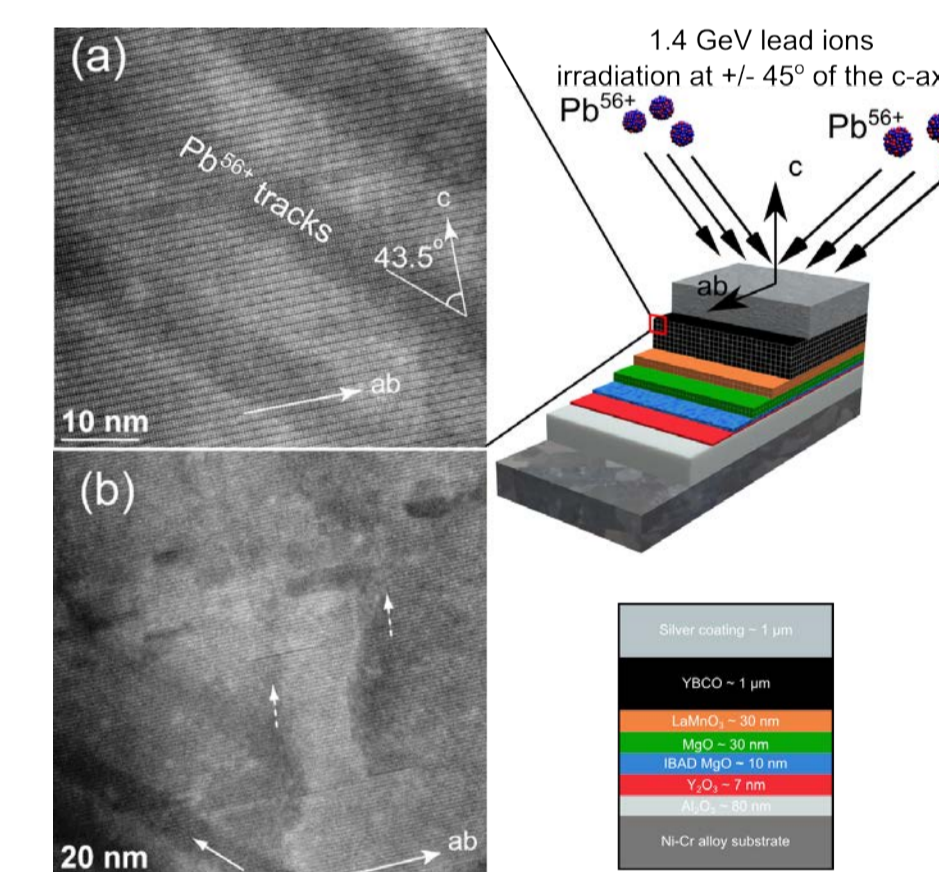 (a)
Pb56+ tracks
c
43.5o
ab
10 nm
(b)
ab
20 nm
1.4 GeV lead ions
irradiation at +/- 45o of the c-ax
Pb56+
Pb56+
c
ab
Silver coating ~ 1 µm
YBCO ~ 1 µm
LaMnO3 ~ 30 nm
MgO ~ 30 nm
IBAD MgO ~ 10 nm
Y2O3 ~ 7 nm
Al2O3 ~ 80 nm
Ni-Cr alloy substrate